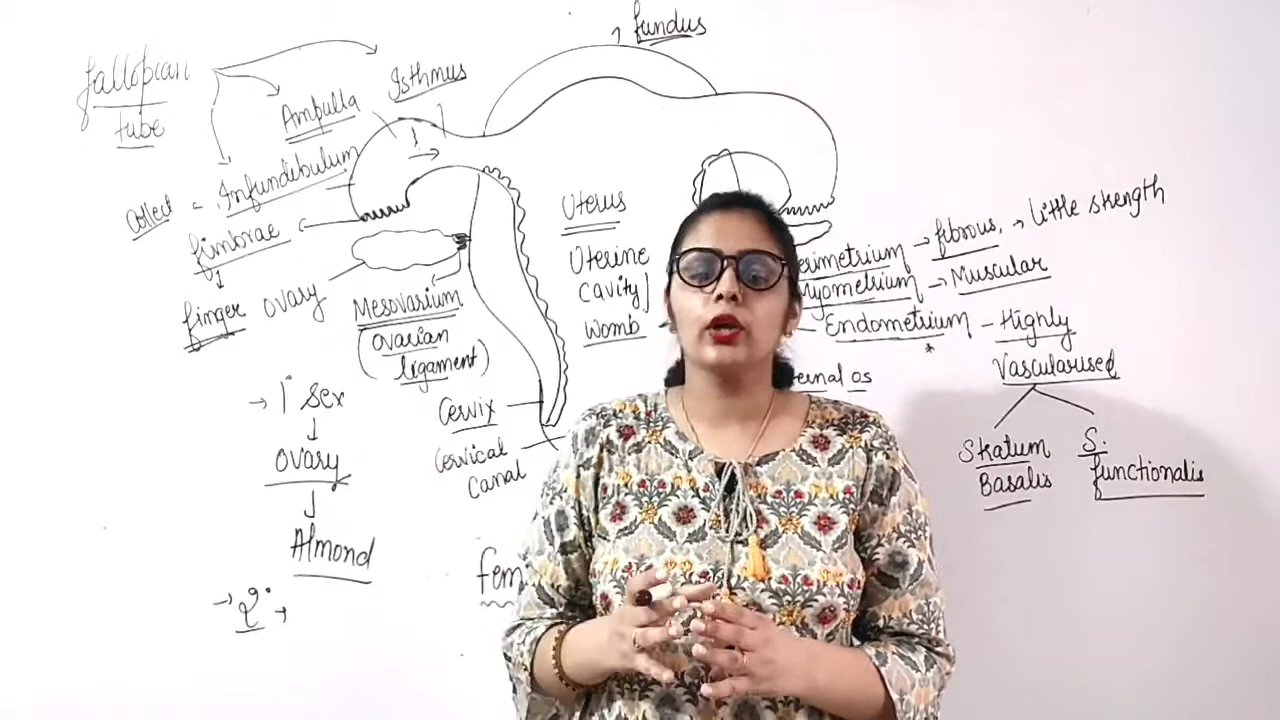 fundus
fallopian
tube
Isthmus
Ampulla
Infundibulum
Collect
fimbrae
finger
ovary
Mesovarium
(ovarian
ligament)
Uterus
Uterine
Cavity
Womb
erimetrium → fibrous, → little strength
yometrium → Muscular
Endometrium - Highly
*
Vascularised
Stratum
Basalis
S.
functionalis
ernal os
Cervix
Cervical
Canal
→ 1° sex
ovary
Almond
→ 2° →
fem